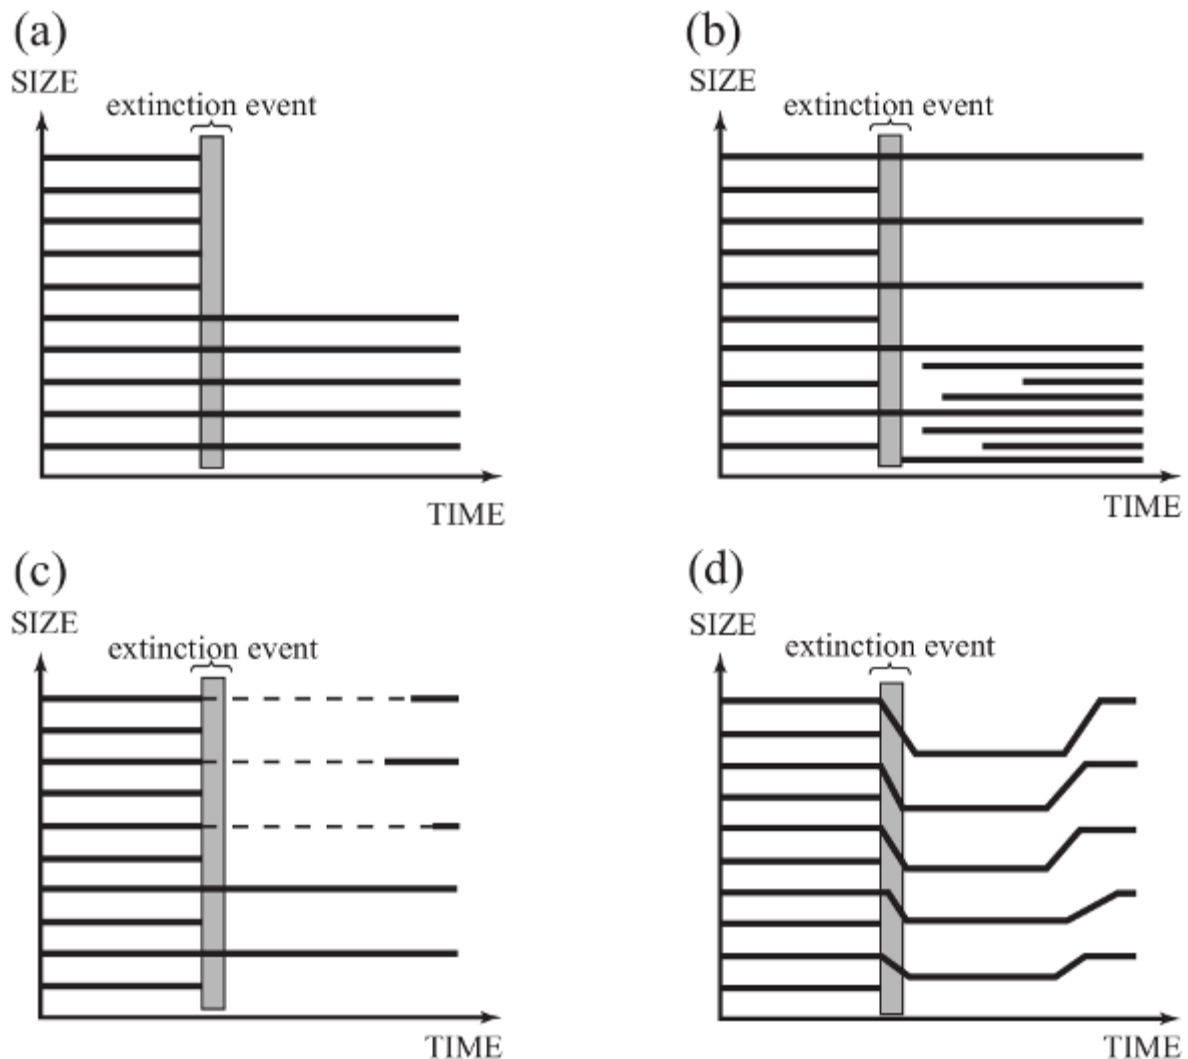 (a)
SIZE
extinction event
TIME
(b)
SIZE
extinction event
TIME
(c)
SIZE
extinction event
TIME
(d)
SIZE
extinction event
TIME